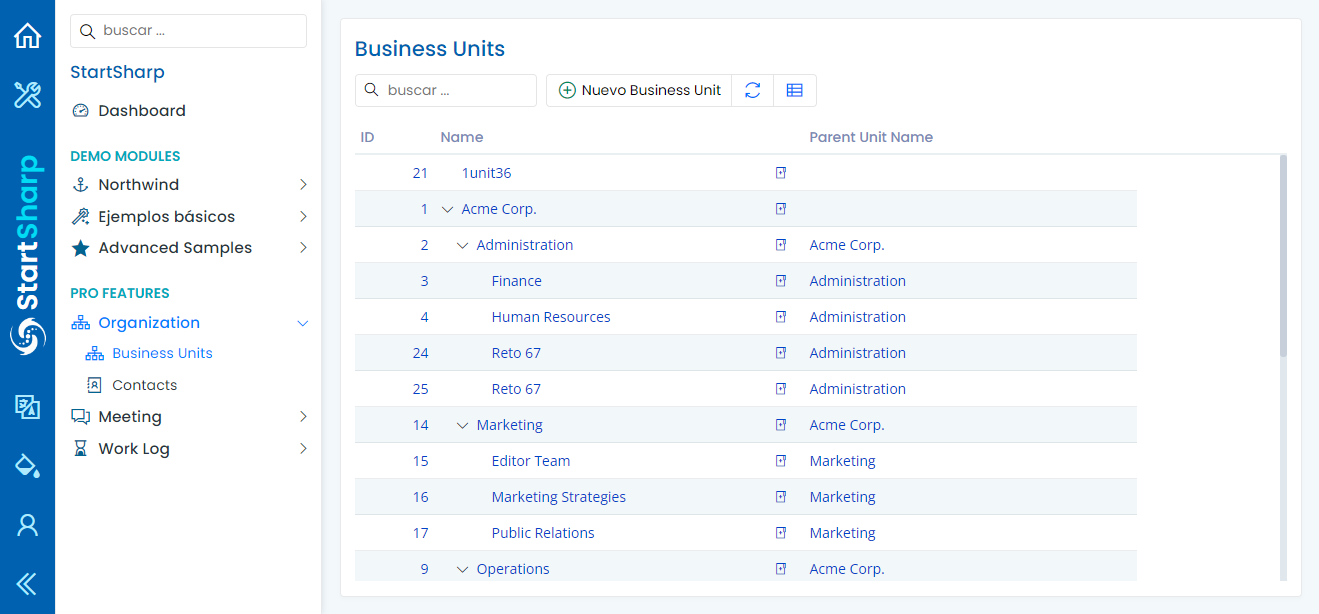 StartSharp
buscar ...
StartSharp
Dashboard
DEMO MODULES
Northwind
Ejemplos básicos
Advanced Samples
PRO FEATURES
Organization
Business Units
Contacts
Meeting
Work Log
Business Units
buscar ...
Nuevo Business Unit
ID Name Parent Unit Name
21 1unit36
1 Acme Corp.
2 Administration Acme Corp.
3 Finance Administration
4 Human Resources Administration
24 Reto 67 Administration
25 Reto 67 Administration
14 Marketing Acme Corp.
15 Editor Team Marketing
16 Marketing Strategies Marketing
17 Public Relations Marketing
9 Operations Acme Corp.